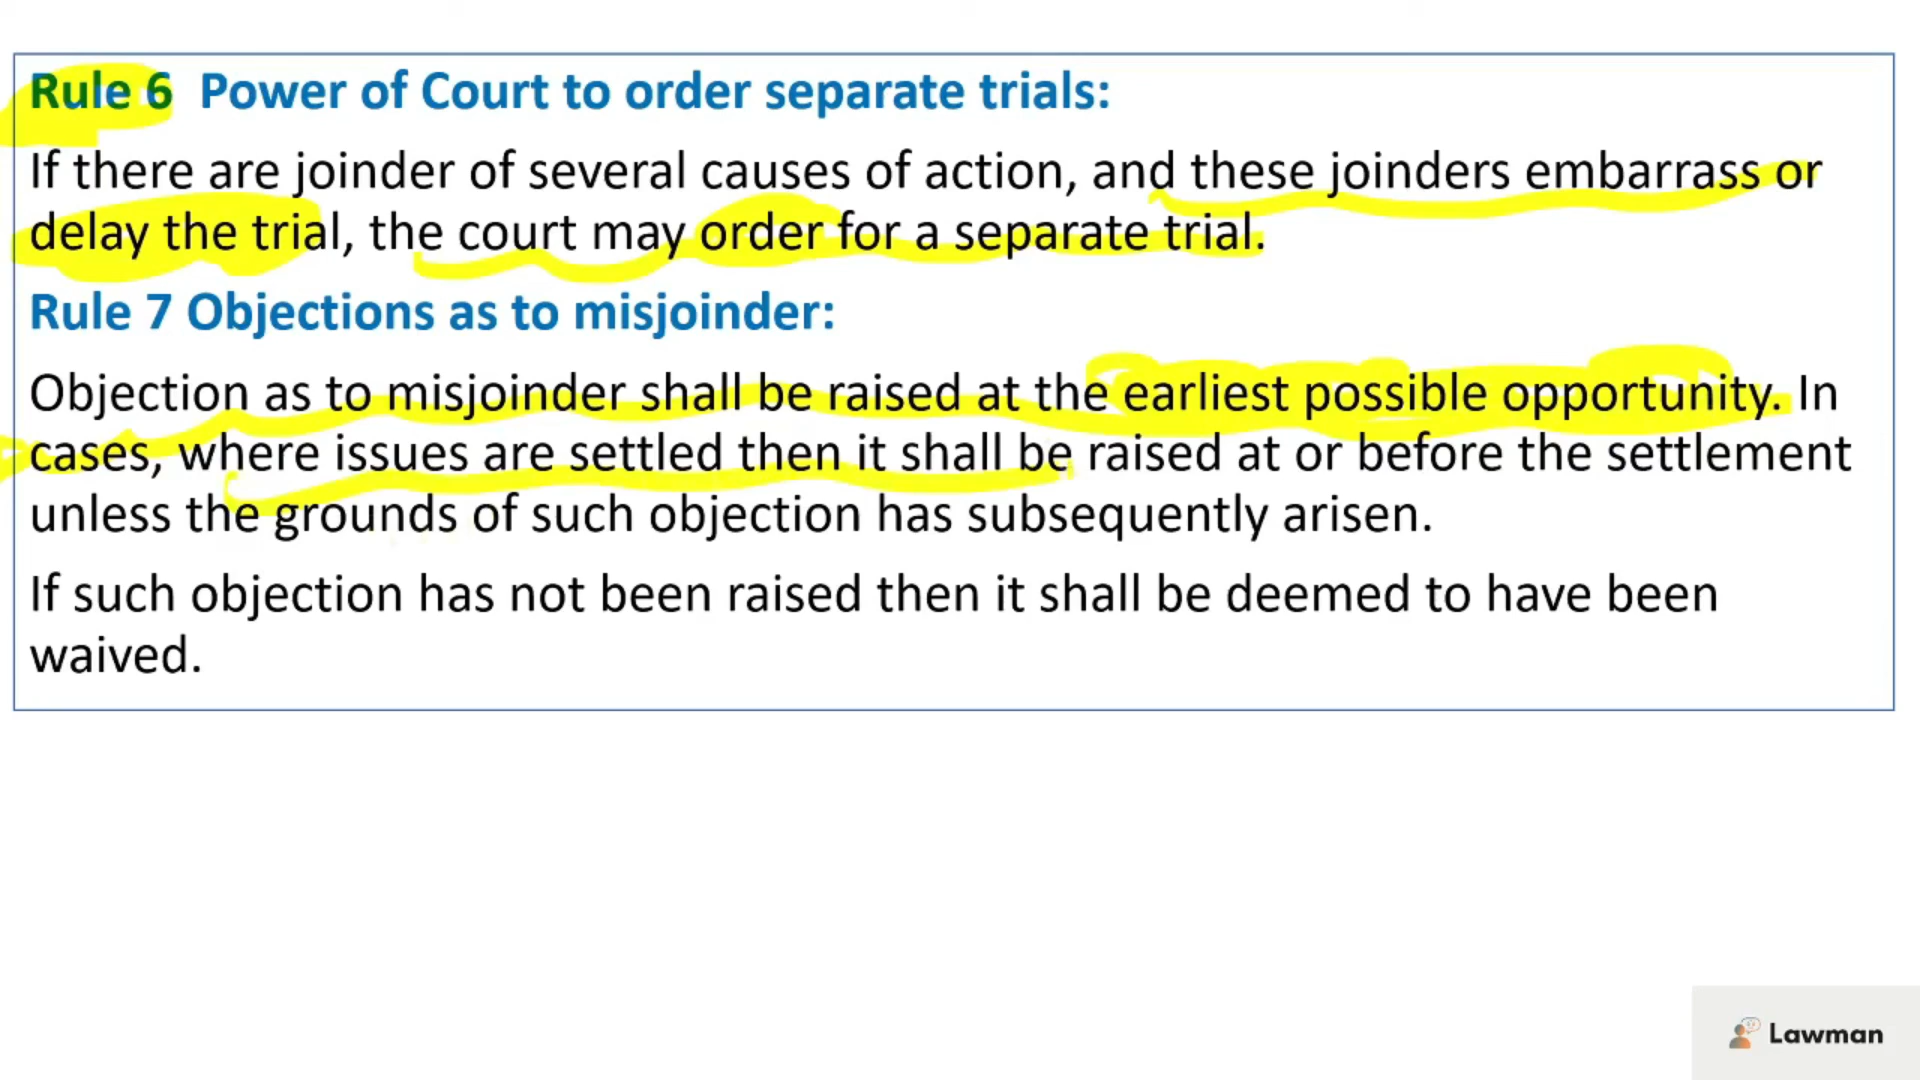 Rule 6 Power of Court to order separate trials:
If there are joinder of several causes of action, and these joinders embarrass or
delay the trial, the court may order for a separate trial.
Rule 7 Objections as to misjoinder:
Objection as to misjoinder shall be raised at the earliest possible opportunity. In
cases, where issues are settled then it shall be raised at or before the settlement
unless the grounds of such objection has subsequently arisen.
If such objection has not been raised then it shall be deemed to have been
waived.
Lawman